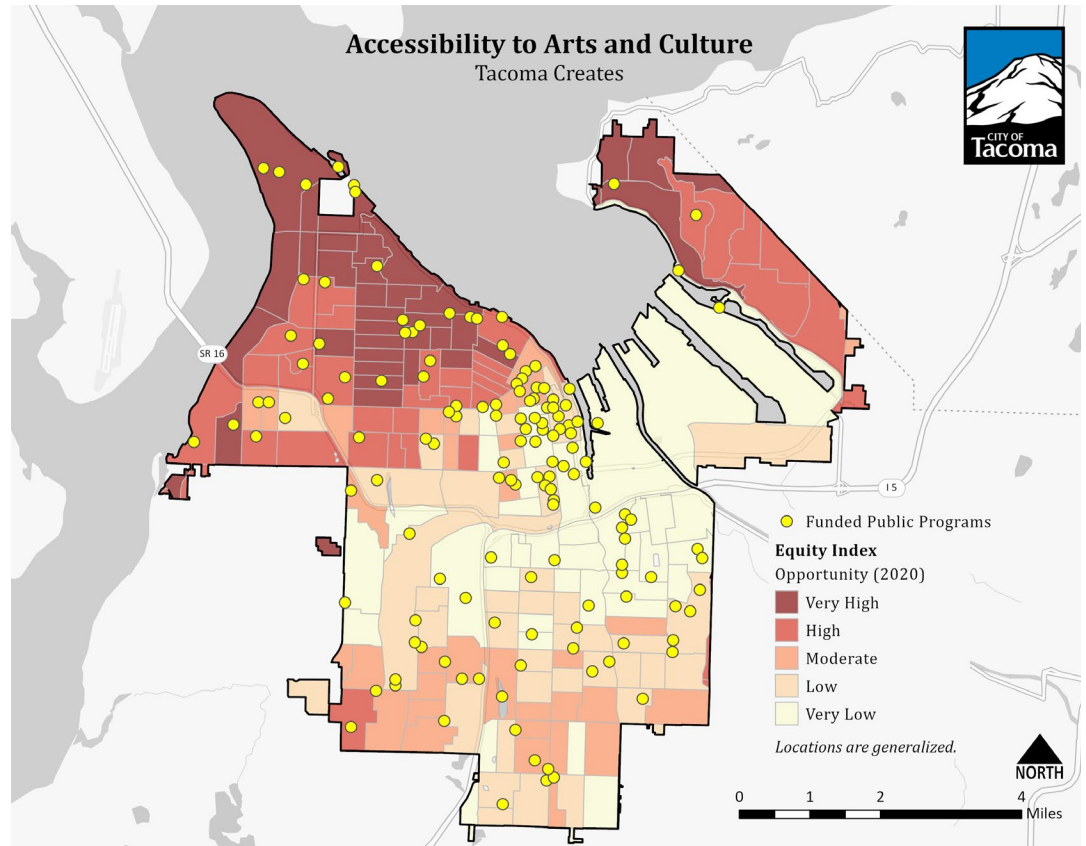 Accessibility to Arts and Culture
Tacoma Creates
CITY OF
Tacoma
SR 16
I 5
Funded Public Programs
Equity Index
Opportunity (2020)
Very High
High
Moderate
Low
Very Low
Locations are generalized.
NORTH
0 1 2 4
Miles